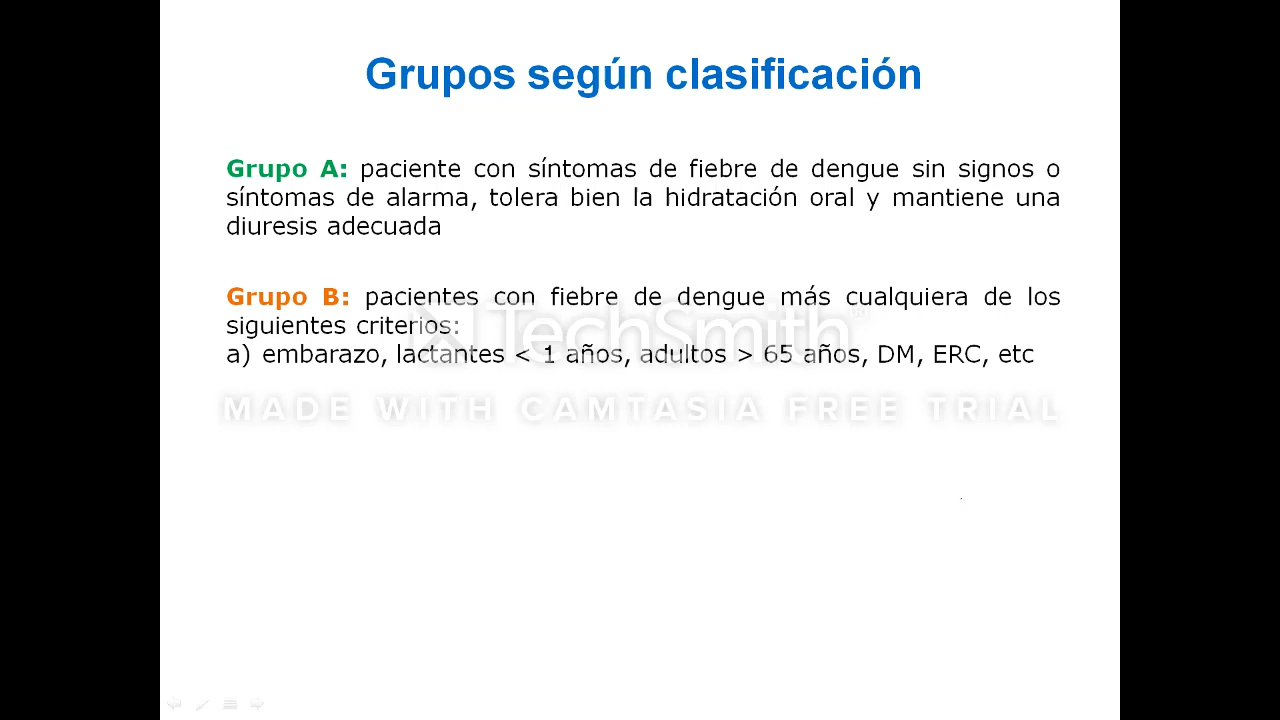 Grupos según clasificación
Grupo A: paciente con síntomas de fiebre de dengue sin signos o
síntomas de alarma, tolera bien la hidratación oral y mantiene una
diuresis adecuada
Grupo B: pacientes con fiebre de dengue más cualquiera de los
siguientes criterios:
a) embarazo, lactantes < 1 años, adultos > 65 años, DM, ERC, etc
TechSmith®
MADE WITH CAMTASIA FREE TRIAL